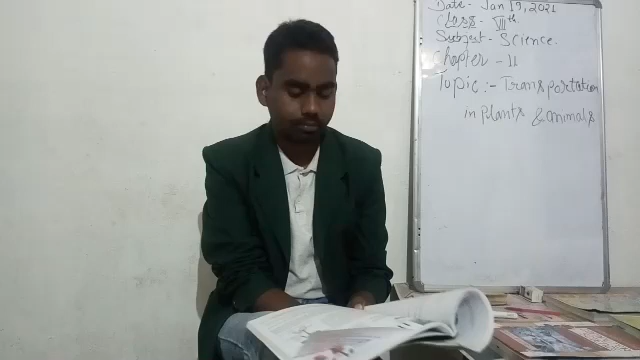 Date- Jan 19, 2021
Class - VIIth
Subject - Science.
Chapter - 11
Topic :- Transportation
in plants & animals